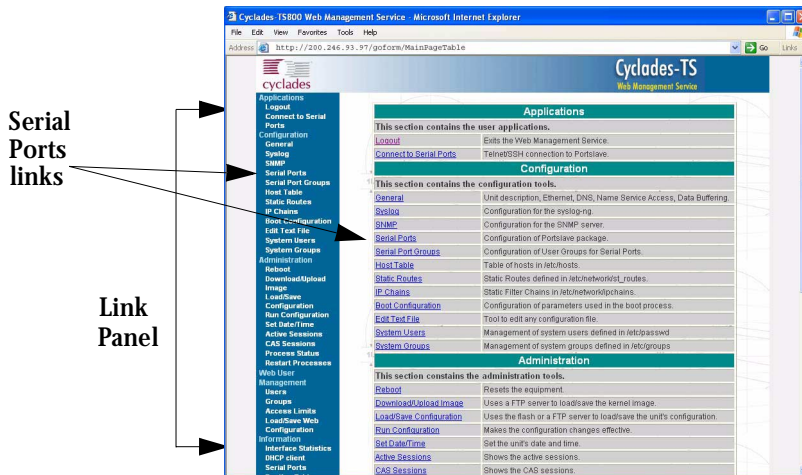 Cyclades-TS800 Web Management Service - Microsoft Internet Explorer
File Edit View Favorites Tools Help
Address http://200.246.93.97/goform/MainPageTable Go Links
cyclades
Cyclades-TS
Web Management Service
Serial
Ports
links
Link
Panel
Applications
Logout
Connect to Serial
Ports
Configuration
General
Syslog
SNMP
Serial Ports
Serial Port Groups
Host Table
Static Routes
IP Chains
Boot Configuration
Edit Text File
System Users
System Groups
Administration
Reboot
Download/Upload
Image
Load/Save
Configuration
Run Configuration
Set Date/Time
Active Sessions
CAS Sessions
Process Status
Restart Processes
Web User
Management
Users
Groups
Access Limits
Load/Save Web
Configuration
Information
Interface Statistics
DHCP client
Serial Ports
Applications
This section contains the user applications.
Logout Exits the Web Management Service.
Connect to Serial Ports Telnet/SSH connection to Portslave.
Configuration
This section contains the configuration tools.
General Unit description, Ethernet, DNS, Name Service Access, Data Buffering.
Syslog Configuration for the syslog-ng.
SNMP Configuration for the SNMP server.
Serial Ports Configuration of Portslave package.
Serial Port Groups Configuration of User Groups for Serial Ports.
Host Table Table of hosts in /etc/hosts.
Static Routes Static Routes defined in /etc/network/st_routes.
IP Chains Static Filter Chains in /etc/network/ipchains.
Boot Configuration Configuration of parameters used in the boot process.
Edit Text File Tool to edit any configuration file.
System Users Management of system users defined in /etc/passwd
System Groups Management of system groups defined in /etc/groups
Administration
This section constains the administration tools.
Reboot Resets the equipment.
Download/Upload Image Uses a FTP server to load/save the kernel image.
Load/Save Configuration Uses the flash or a FTP server to load/save the unit's configuration.
Run Configuration Makes the configuration changes effective.
Set Date/Time Set the unit's date and time.
Active Sessions Shows the active sessions.
CAS Sessions Shows the CAS sessions.